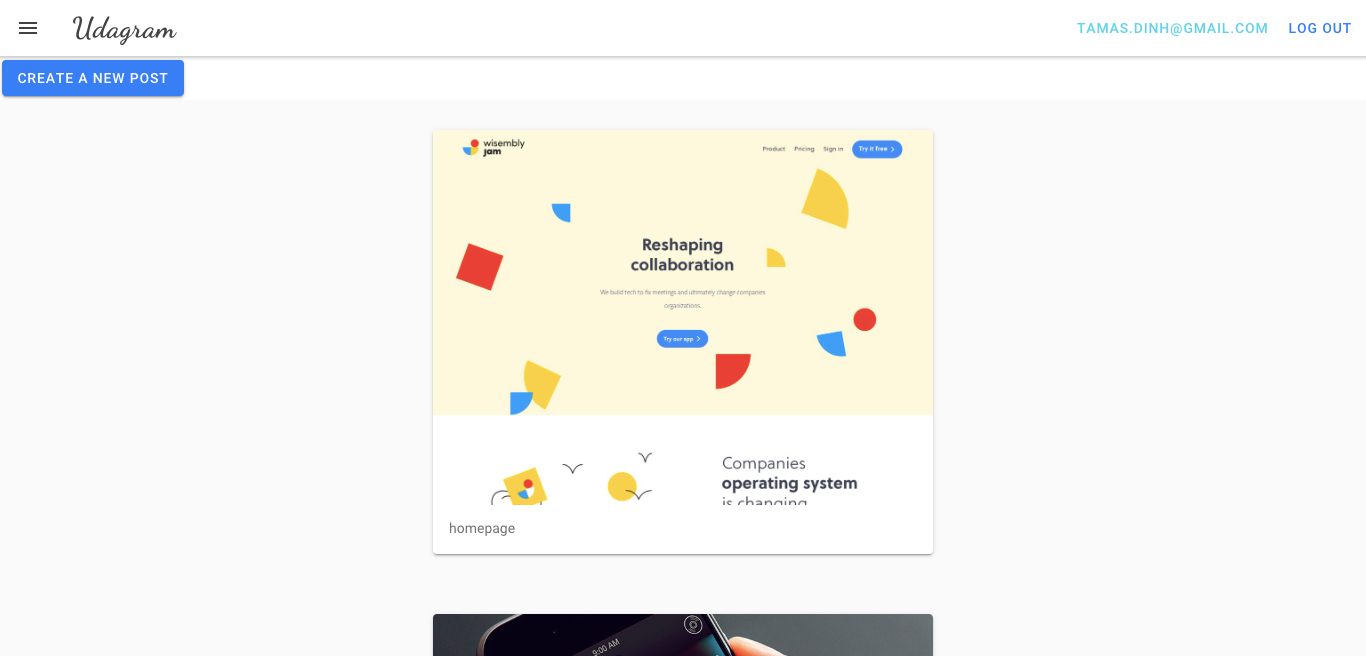 Udagram
TAMAS.DINH@GMAIL.COM LOG OUT
CREATE A NEW POST
wisembly
jam
Product Pricing Sign in Try it free
Reshaping
collaboration
We build tech to fix meetings and ultimately change companies
organizations.
Try our app
Companies
operating system
is changing
homepage
9:00 AM